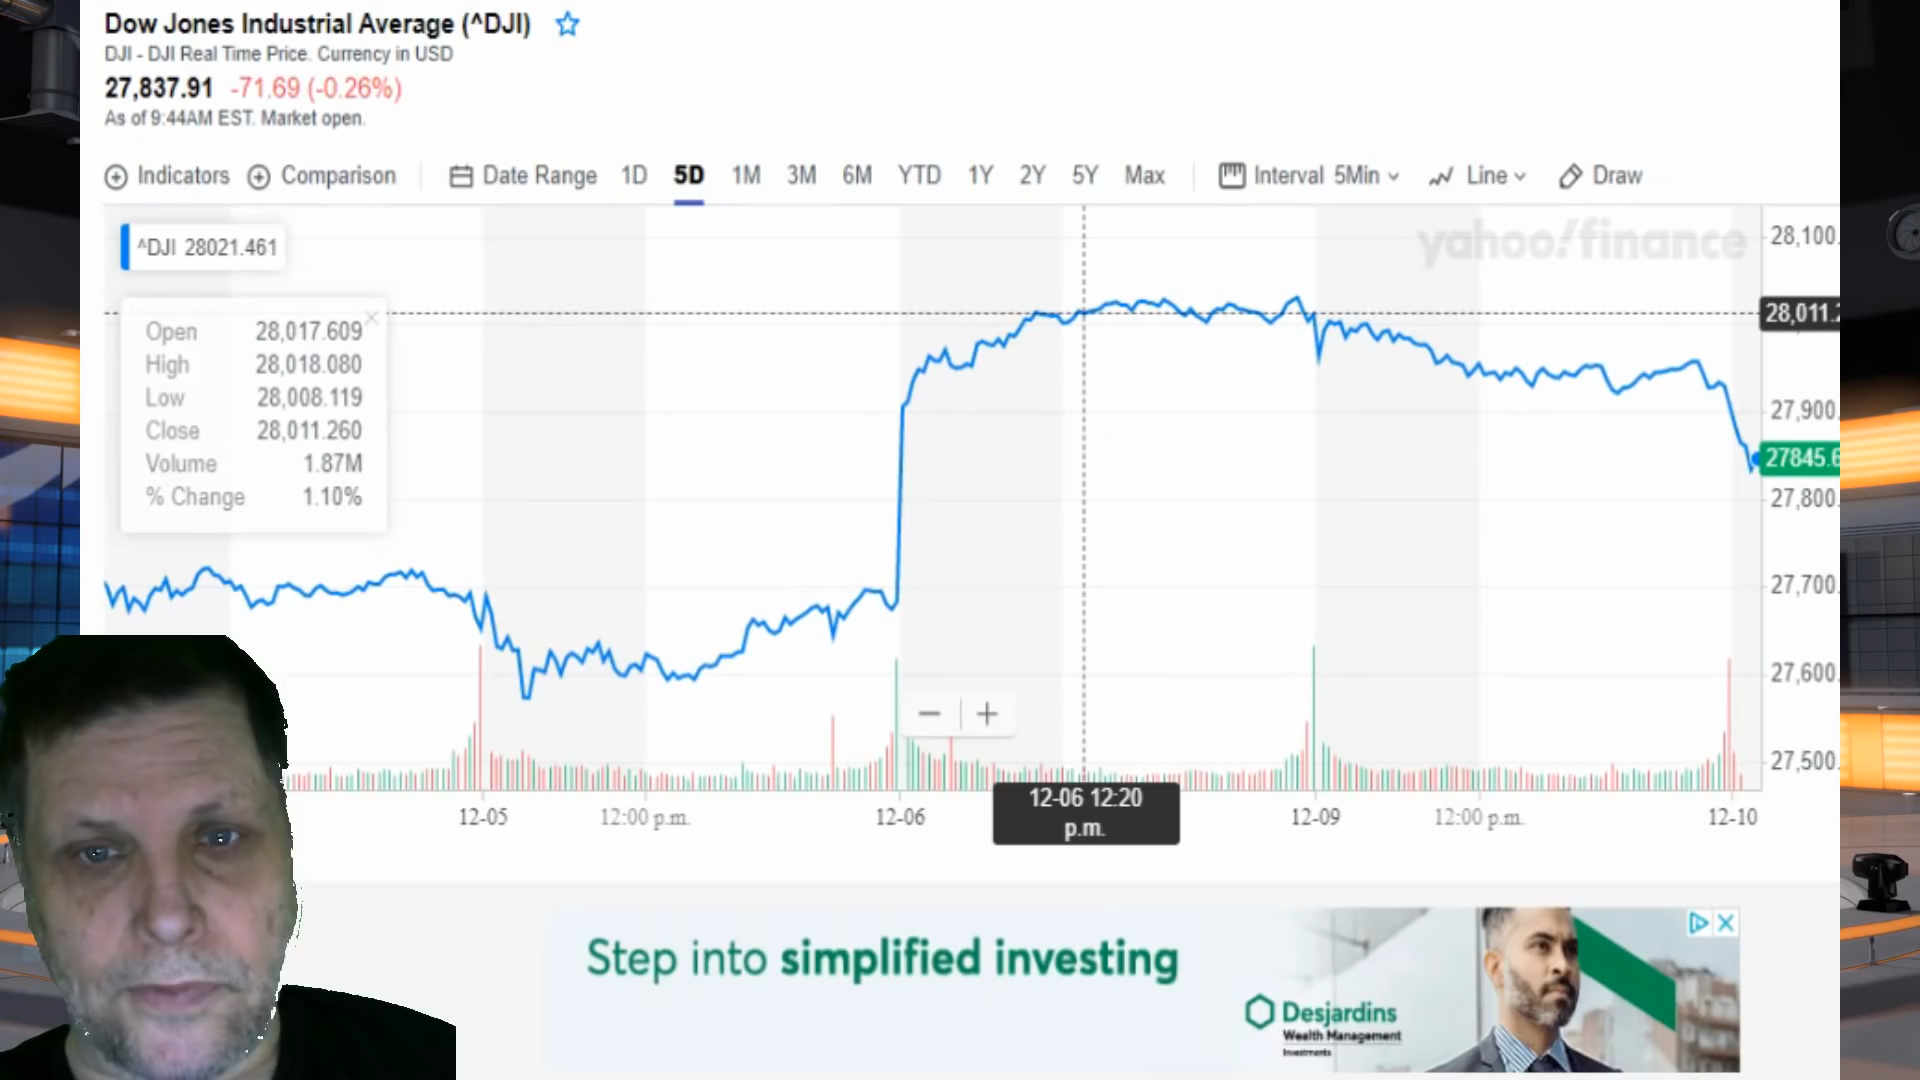 Dow Jones Industrial Average (^DJI)
DJI - DJI Real Time Price. Currency in USD
27,837.91 -71.69 (-0.26%)
As of 9:44AM EST. Market open.
Indicators Comparison Date Range 1D 5D 1M 3M 6M YTD 1Y 2Y 5Y Max Interval 5Min Line Draw
^DJI 28021.461
yahoo!finance
28,100.
Open 28,017.609
High 28,018.080
Low 28,008.119
Close 28,011.260
Volume 1.87M
% Change 1.10%
28,011.2
27,900.
27845.6
27,800.
27,700.
27,600.
27,500.
12-05 12:00 p.m. 12-06 12-09 12:00 p.m. 12-10
12-06 12:20
p.m.
Step into simplified investing
Desjardins
Wealth Management
Investments